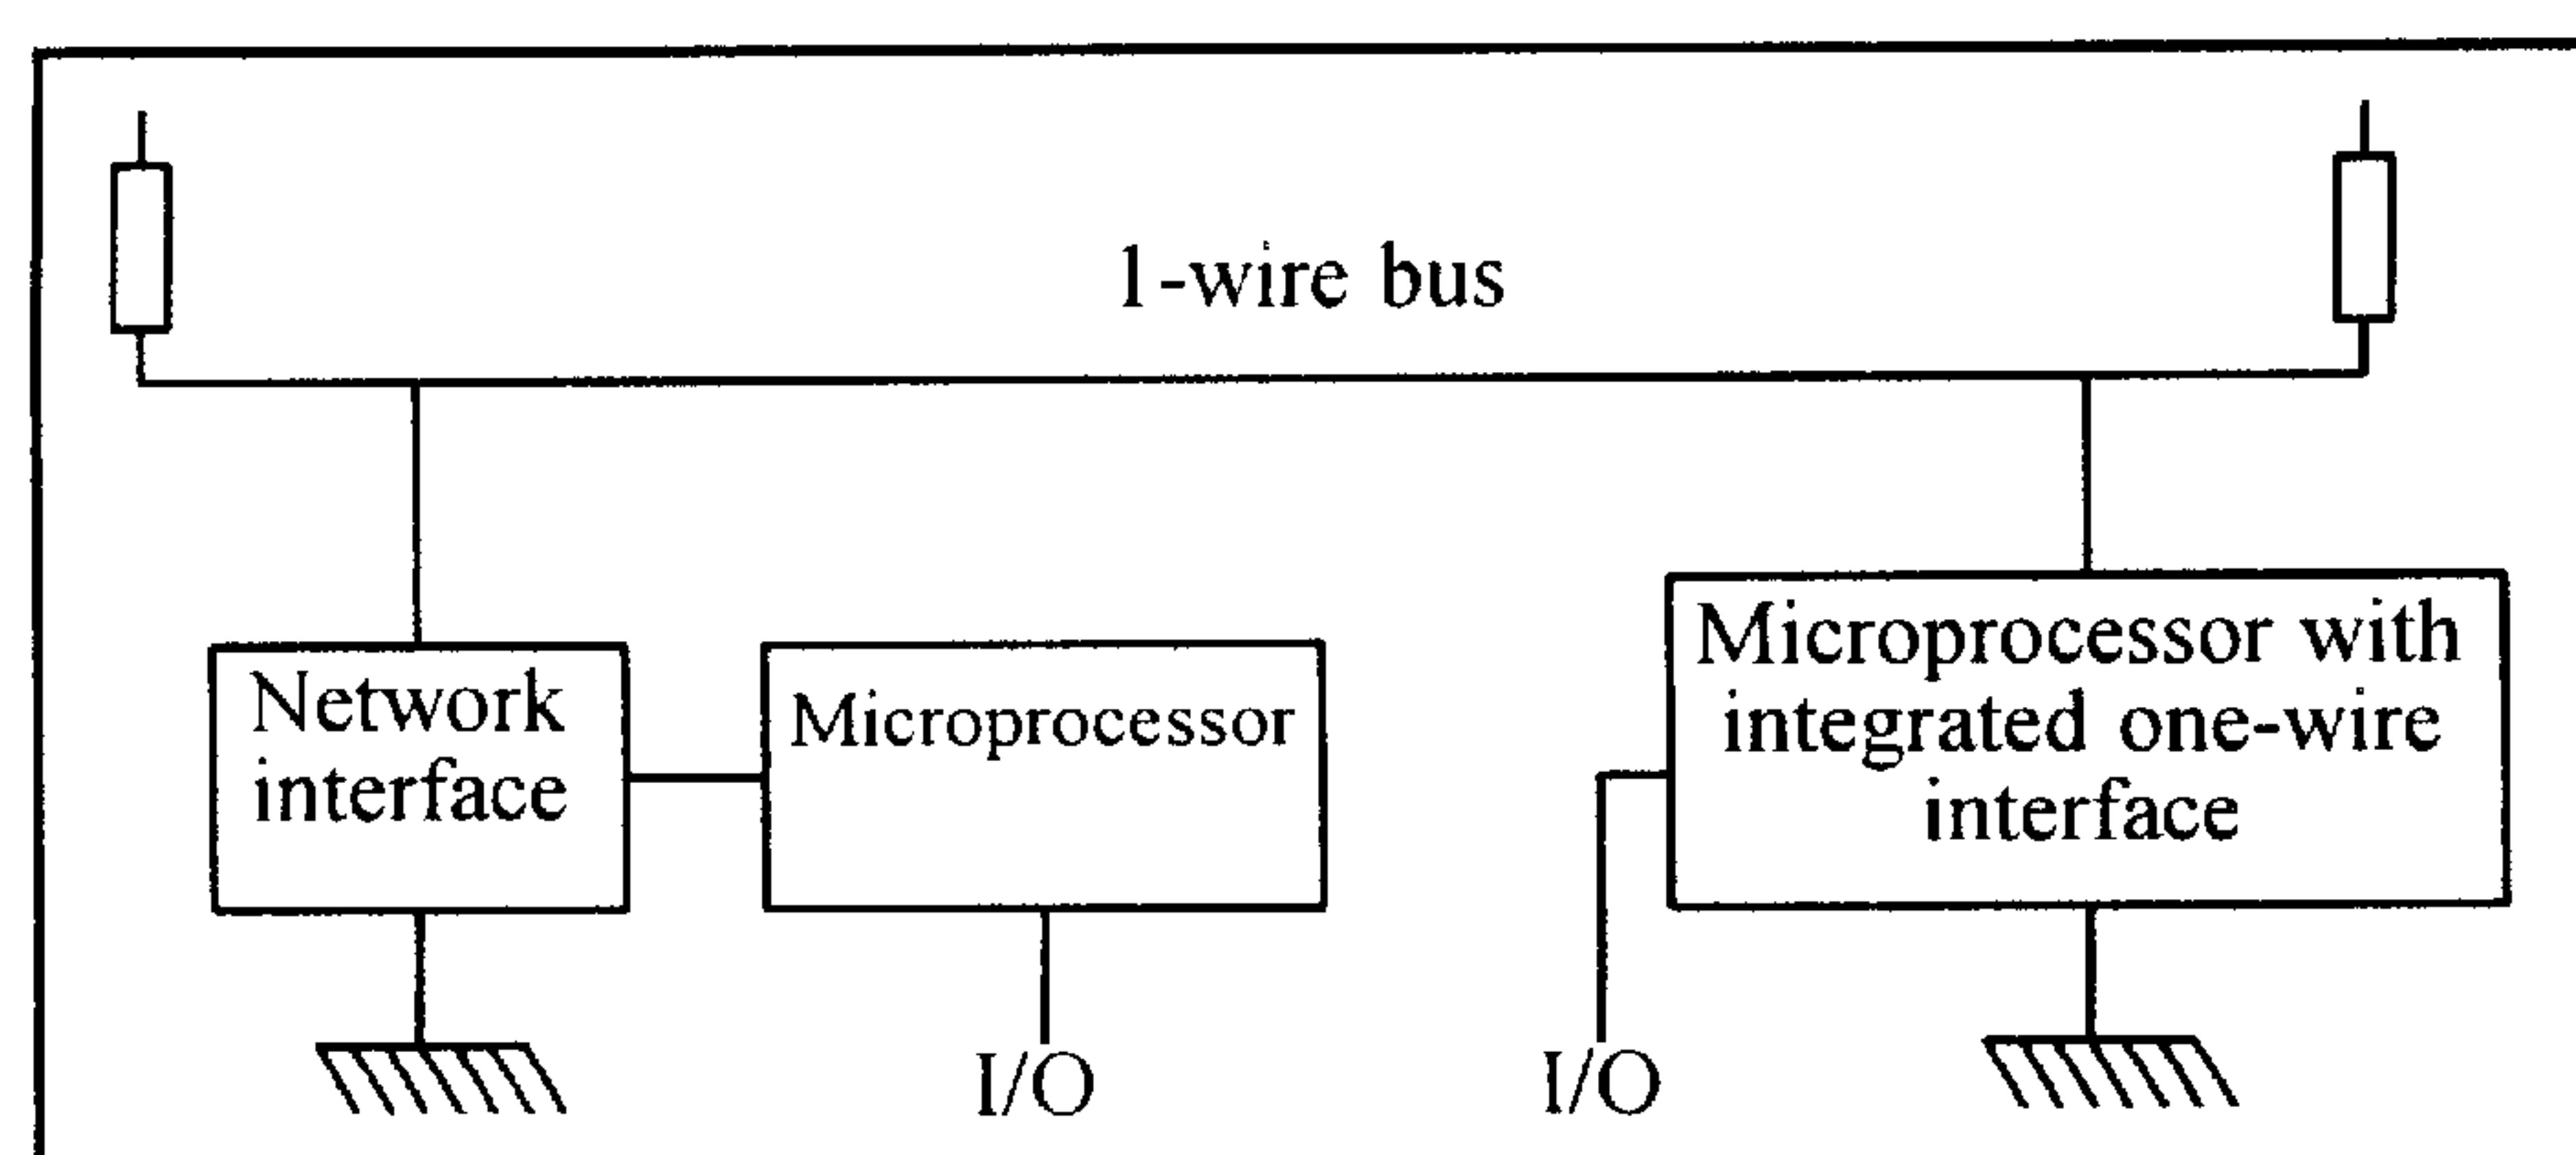 1-wire bus
Network
interface
Microprocessor
Microprocessor with
integrated one-wire
interface
I/O
I/O